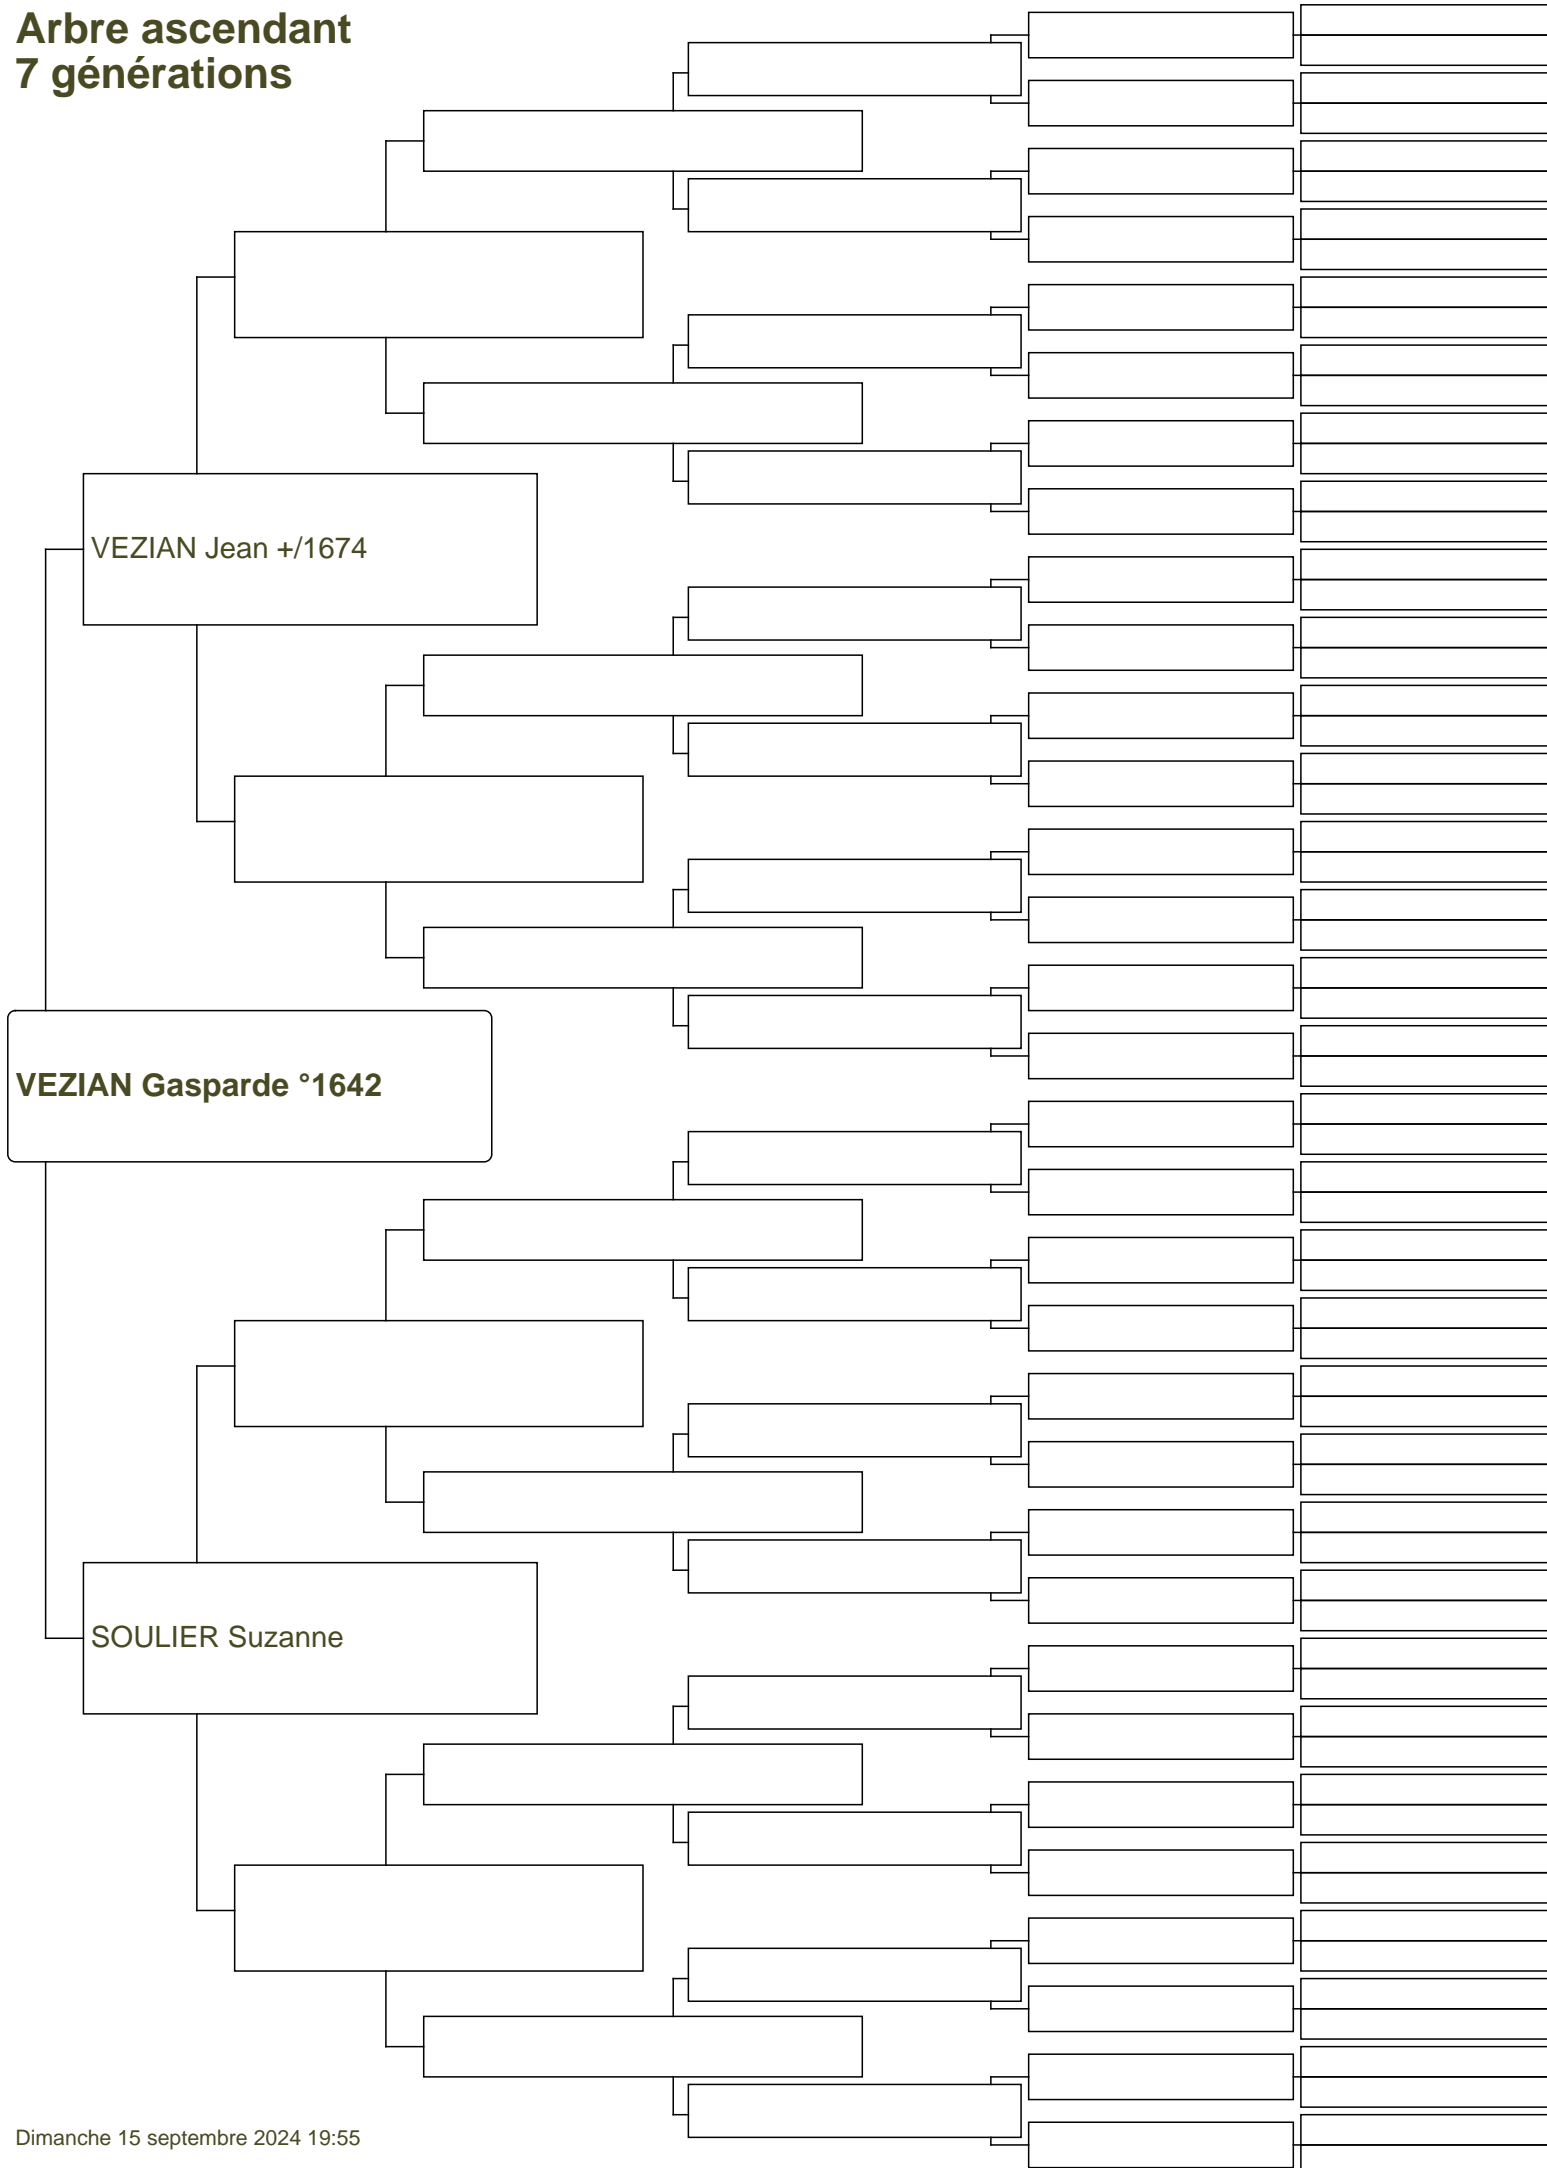 Arbre ascendant
7 générations
VEZIAN Jean +/1674
VEZIAN Gasparde °1642
SOULIER Suzanne
Dimanche 15 septembre 2024 19:55